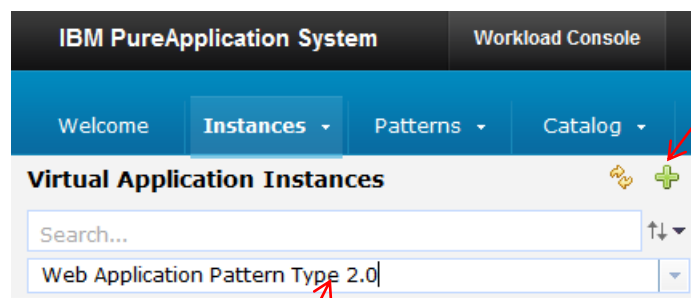 IBM PureApplication System Workload Console
Welcome Instances Patterns Catalog
Virtual Application Instances
Search...
Web Application Pattern Type 2.0